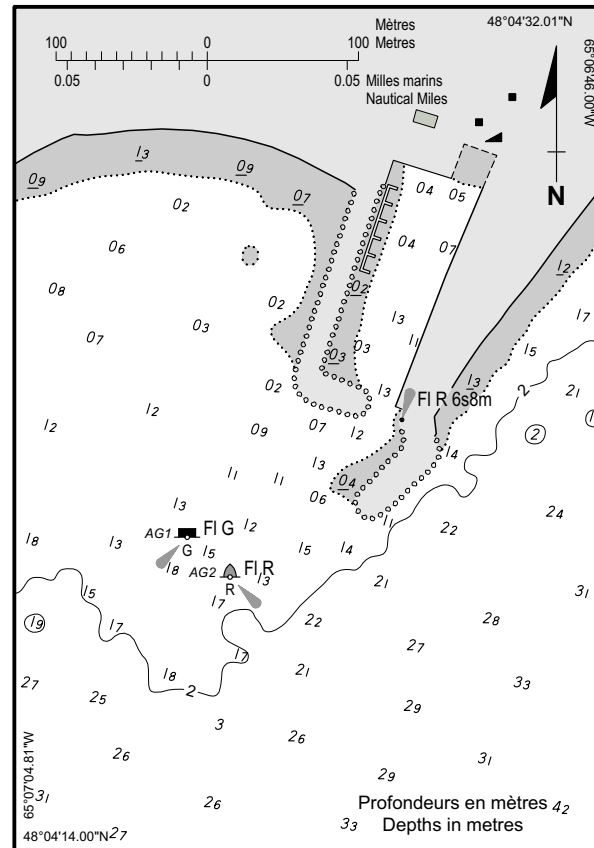 Mètres
Metres
48°04'32.01"N
100 0 100
0.05 0 0.05
Milles marins
Nautical Miles
65°06'46.00"W
N
1₃
0₉ 0₉ 0₇ 0₄ 0₅
0₂
0₆ 0₄ 0₇
1₂
0₈ 0₂ 0₂
1₃ 1₇
0₇ 0₃ 1₁
0₃ 0₃ 1₅
0₂ 1₃ Fl R 6s8m 1₃ 2 2₁
1₂ 1₂ 0₉ 0₇ 1₂ 2
1₄
1₁ 1₁ 1₃
0₄ 0₆
1₃ 2₄
AG1 Fl G 1₂ 1₁ 2₂
1₈ 1₃ G 1₅ 1₅ 1₄
1₈ AG2 Fl R 1₃
R
1₅ 1₇ 2₁ 3₁
1₉ 1₇ 2₂ 2₈
1₇ 2₇
1₈ 2₁ 3₃
2₇ 2₅ 2 2₉
3 2₆
2₆ 3₁
2₉
3₁ 2₆ 4₂
65°07'04.81"W
Profondeurs en mètres
Depths in metres
3₃
48°04'14.00"N 2₇